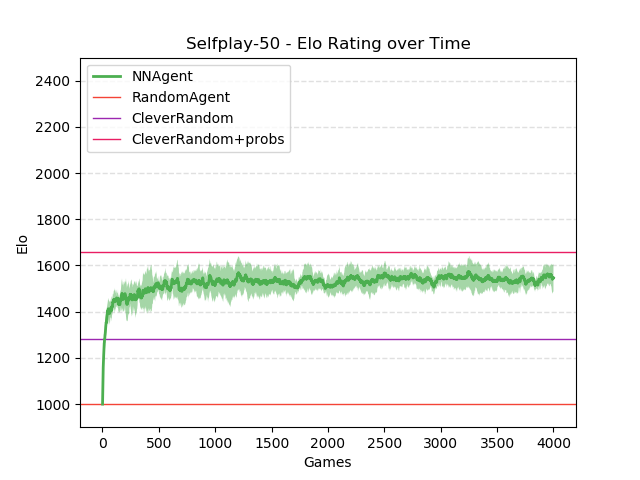 Selfplay-50 - Elo Rating over Time
NNAgent
RandomAgent
CleverRandom
CleverRandom+probs
Elo
2400
2200
2000
1800
1600
1400
1200
1000
0 500 1000 1500 2000 2500 3000 3500 4000
Games